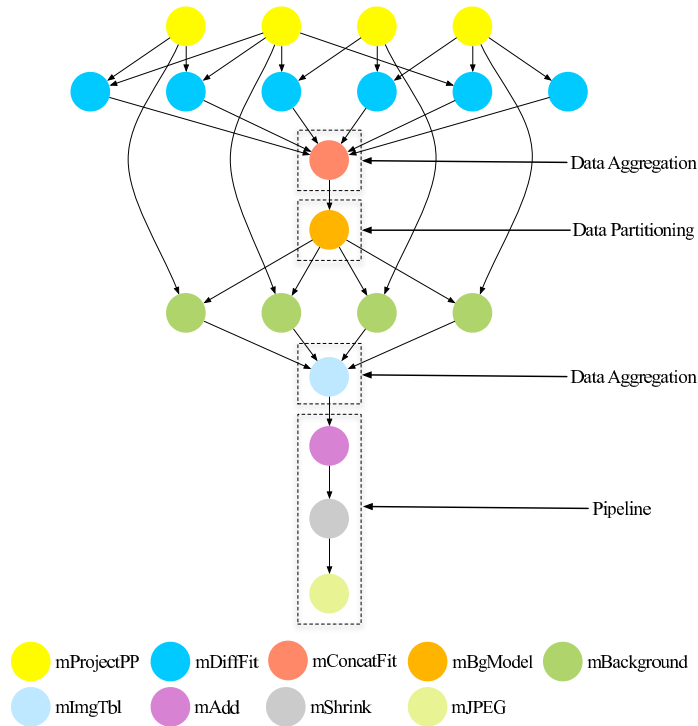 Data Aggregation
Data Partitioning
Data Aggregation
Pipeline
mProjectPP mDiffFit mConcatFit mBgModel mBackground
mImgTbl mAdd mShrink mJPEG